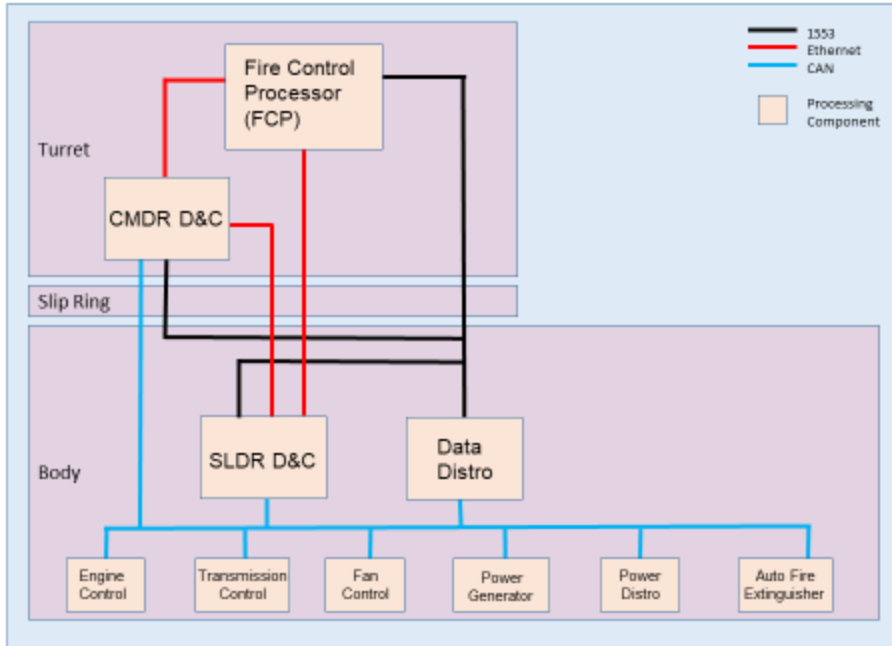 1553
Ethernet
CAN
Processing
Component
Fire Control
Processor
(FCP)
Turret
CMDR D&C
Slip Ring
Body
SLDR D&C
Data
Distro
Engine
Control
Transmission
Control
Fan
Control
Power
Generator
Power
Distro
Auto Fire
Extinguisher